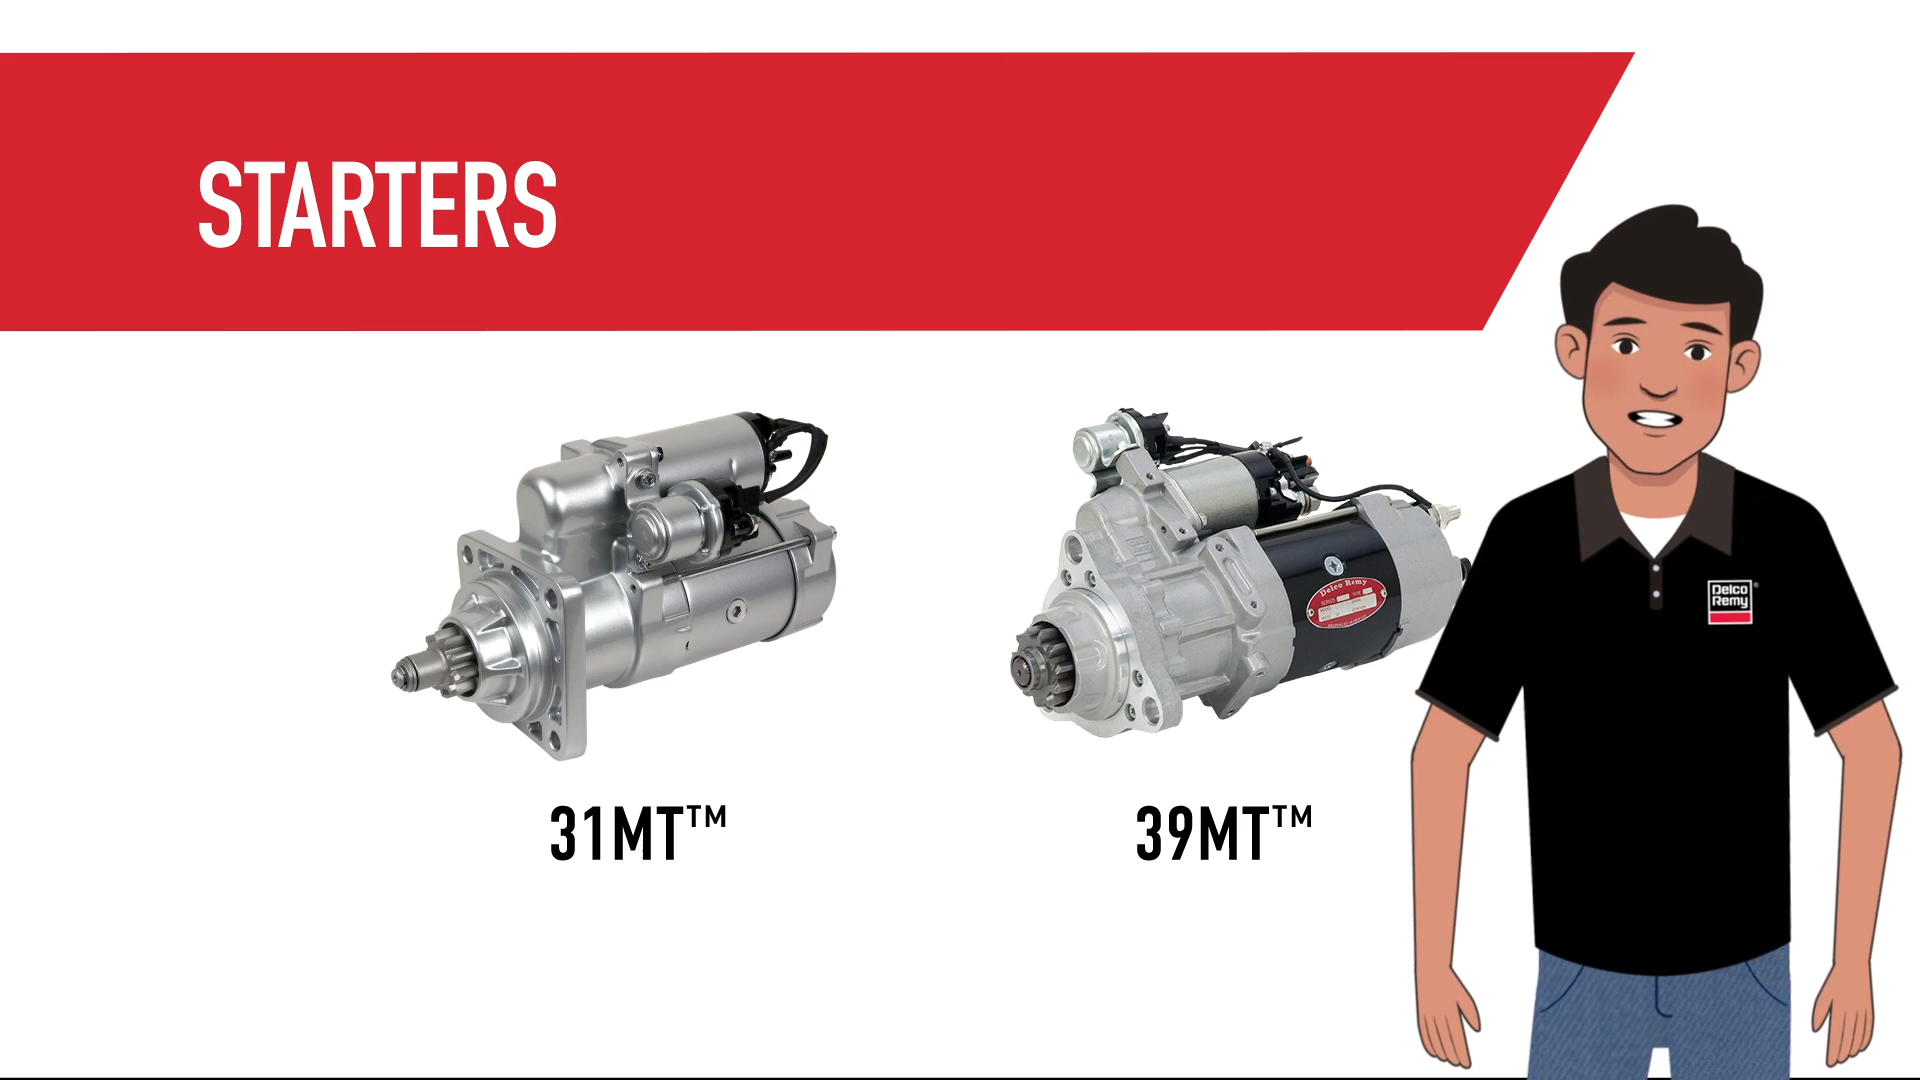 STARTERS
Delco Remy
31MT™
39MT™
Delco
Remy
®